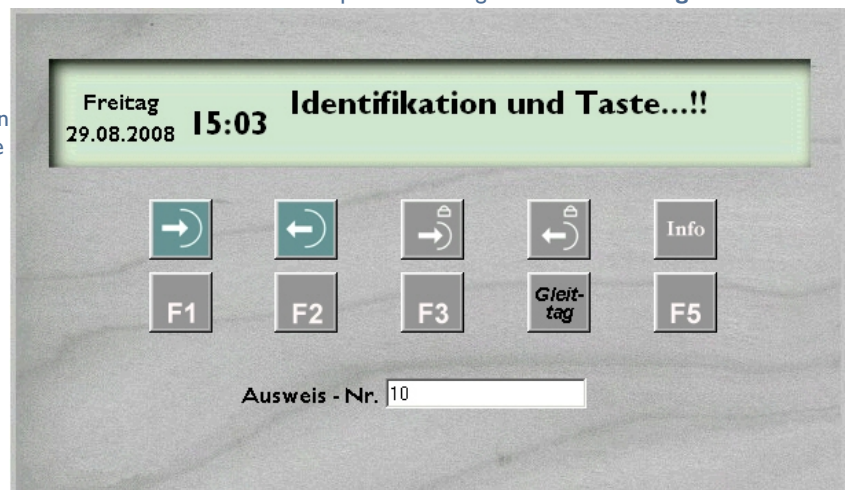 Freitag
29.08.2008
15:03
Identifikation und Taste...!!
Info
F1
F2
F3
Gleit-
tag
F5
Ausweis - Nr. 10